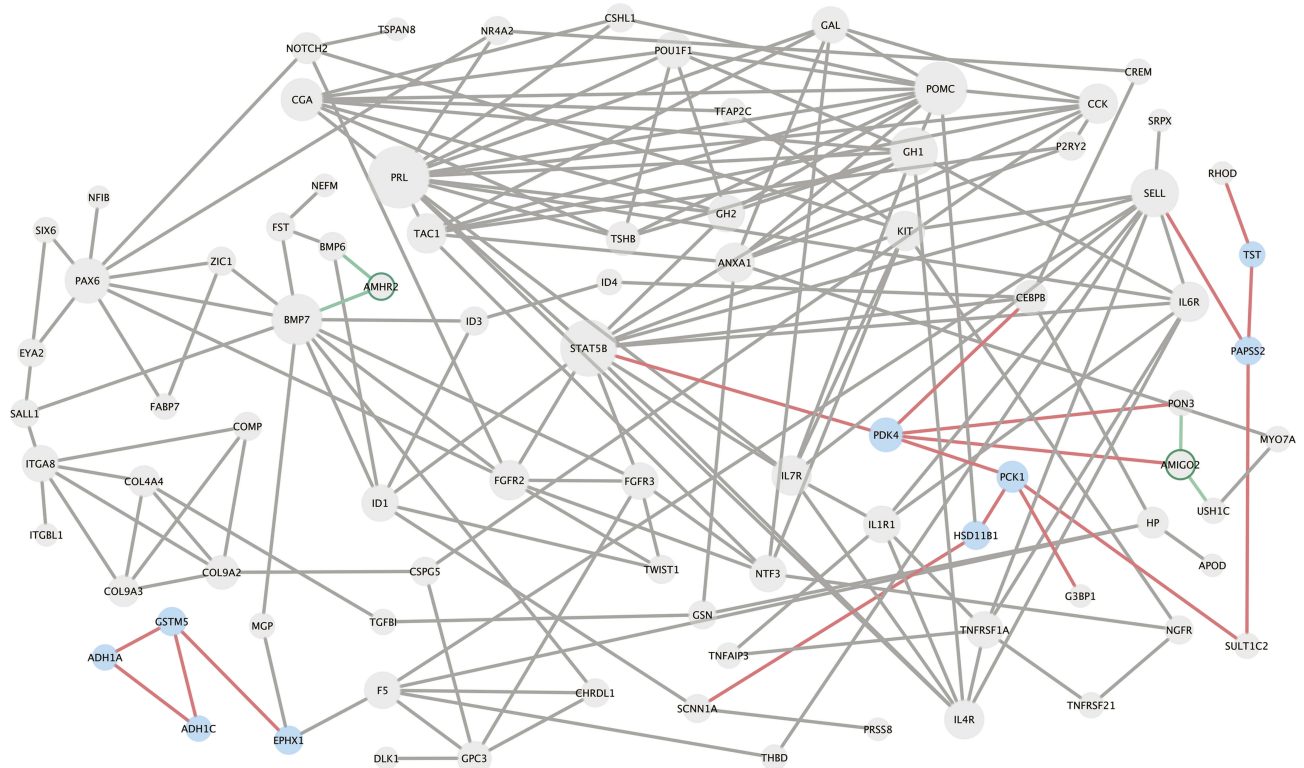 CSHL1
GAL
TSPAN8
NR4A2
NOTCH2
POU1F1
CREM
POMC
CGA
CCK
TFAP2C
SRPX
P2RY2
GH1
RHOD
PRL
NEFM
SELL
NFIB
GH2
FST
SIX6
TAC1
TSHB
KIT
BMP6
TST
ZIC1
ANXA1
PAX6
ID4
AMHR2
CEBPB
IL6R
BMP7
ID3
STAT5B
EYA2
PAPSS2
FABP7
PON3
SALL1
COMP
PDK4
MYO7A
ITGA8
AMIGO2
COL4A4
FGFR2
FGFR3
IL7R
PCK1
ID1
USH1C
ITGBL1
IL1R1
HP
HSD11B1
COL9A2
CSPG5
TWIST1
NTF3
APOD
COL9A3
G3BP1
GSN
GSTM5
MGP
TGFBI
TNFRSF1A
NGFR
SULT1C2
ADH1A
TNFAIP3
F5
CHRDL1
SCNN1A
TNFRSF21
IL4R
ADH1C
PRSS8
EPHX1
DLK1
GPC3
THBD